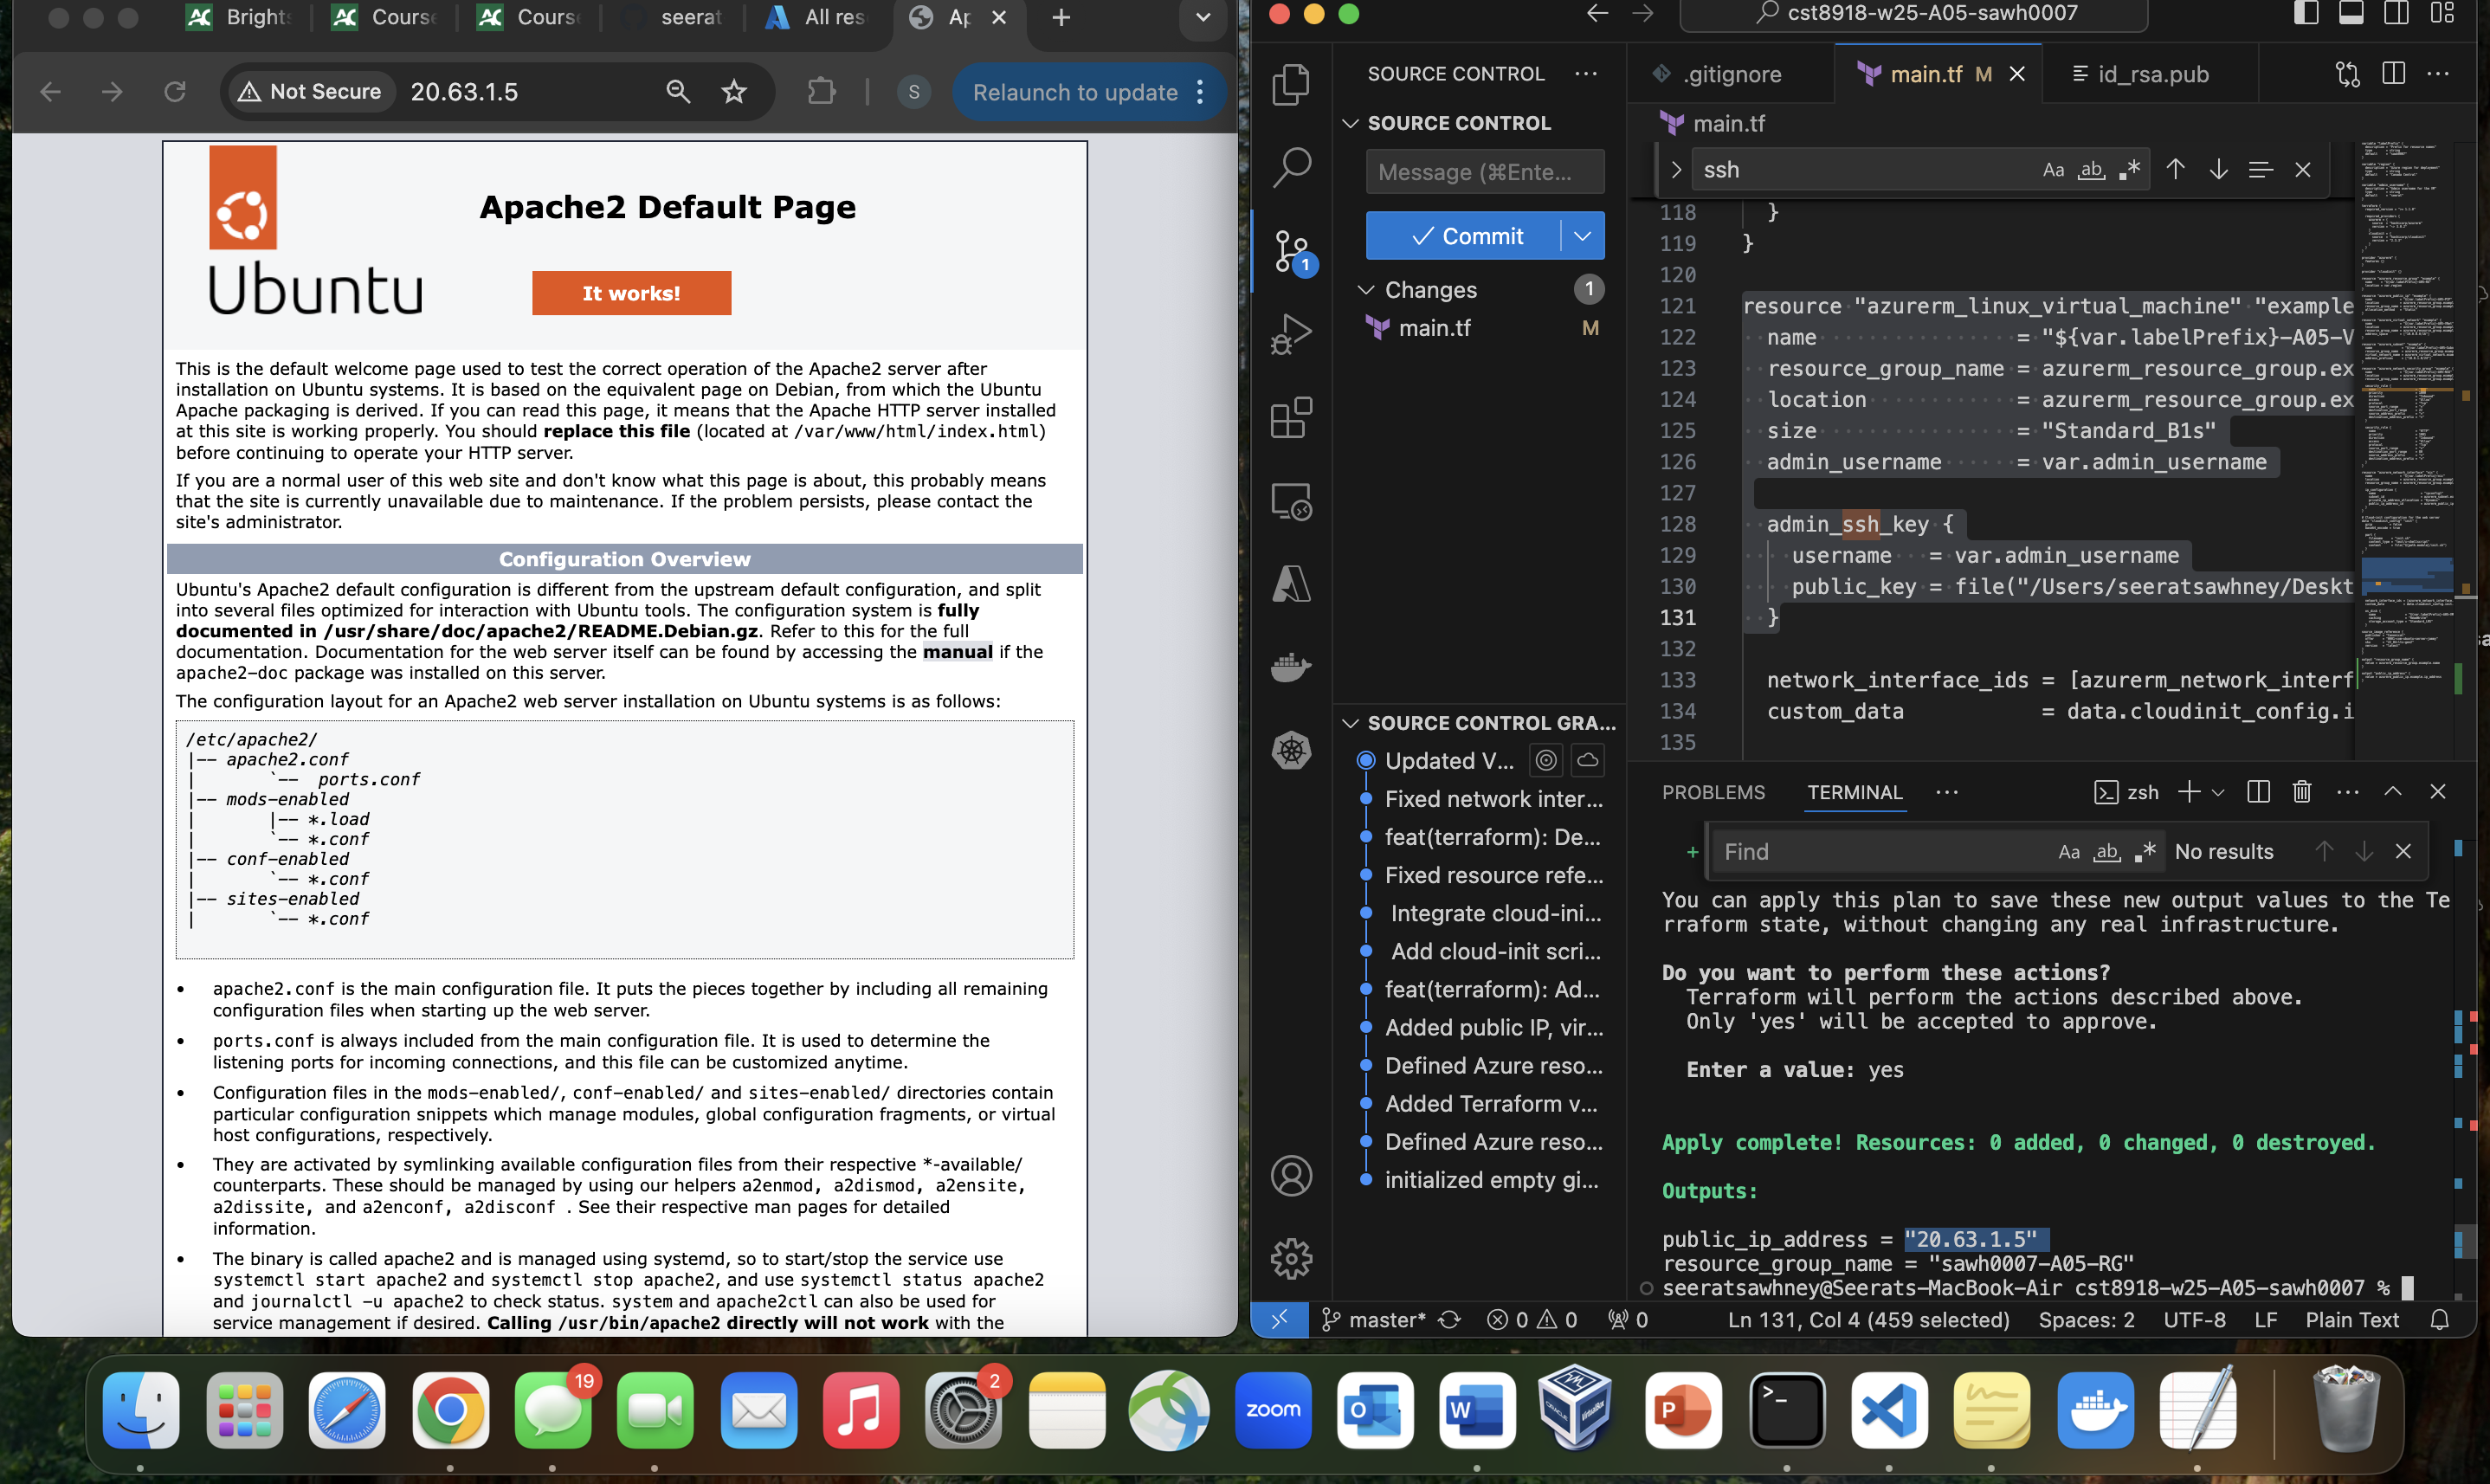 Brights
Course
Course
seerat
All res
Ap
Not Secure
20.63.1.5
S
Relaunch to update
Ubuntu
Apache2 Default Page
It works!
This is the default welcome page used to test the correct operation of the Apache2 server after
installation on Ubuntu systems. It is based on the equivalent page on Debian, from which the Ubuntu
Apache packaging is derived. If you can read this page, it means that the Apache HTTP server installed
at this site is working properly. You should replace this file (located at /var/www/html/index.html)
before continuing to operate your HTTP server.
If you are a normal user of this web site and don't know what this page is about, this probably means
that the site is currently unavailable due to maintenance. If the problem persists, please contact the
site's administrator.
Configuration Overview
Ubuntu's Apache2 default configuration is different from the upstream default configuration, and split
into several files optimized for interaction with Ubuntu tools. The configuration system is fully
documented in /usr/share/doc/apache2/README.Debian.gz. Refer to this for the full
documentation. Documentation for the web server itself can be found by accessing the manual if the
apache2-doc package was installed on this server.
The configuration layout for an Apache2 web server installation on Ubuntu systems is as follows:
/etc/apache2/
|-- apache2.conf
|       `--  ports.conf
|-- mods-enabled
|       |-- *.load
|       `-- *.conf
|-- conf-enabled
|       `-- *.conf
|-- sites-enabled
|       `-- *.conf
• apache2.conf is the main configuration file. It puts the pieces together by including all remaining
configuration files when starting up the web server.
• ports.conf is always included from the main configuration file. It is used to determine the
listening ports for incoming connections, and this file can be customized anytime.
• Configuration files in the mods-enabled/, conf-enabled/ and sites-enabled/ directories contain
particular configuration snippets which manage modules, global configuration fragments, or virtual
host configurations, respectively.
• They are activated by symlinking available configuration files from their respective *-available/
counterparts. These should be managed by using our helpers a2enmod, a2dismod, a2ensite,
a2dissite, and a2enconf, a2disconf . See their respective man pages for detailed
information.
• The binary is called apache2 and is managed using systemd, so to start/stop the service use
systemctl start apache2 and systemctl stop apache2, and use systemctl status apache2
and journalctl -u apache2 to check status. system and apache2ctl can also be used for
service management if desired. Calling /usr/bin/apache2 directly will not work with the
cst8918-w25-A05-sawh0007
SOURCE CONTROL
SOURCE CONTROL
Message (⌘Ente...
Commit
Changes 1
main.tf M
1
SOURCE CONTROL GRA...
Updated V...
Fixed network inter...
feat(terraform): De...
Fixed resource refe...
Integrate cloud-ini...
Add cloud-init scri...
feat(terraform): Ad...
Added public IP, vir...
Defined Azure reso...
Added Terraform v...
Defined Azure reso...
initialized empty gi...
.gitignore
main.tf M
id_rsa.pub
main.tf
ssh
Aa ab .*
118 }
119 }
120
121 resource "azurerm_linux_virtual_machine" "example
122 name = "${var.labelPrefix}-A05-V
123 resource_group_name = azurerm_resource_group.ex
124 location = azurerm_resource_group.ex
125 size = "Standard_B1s"
126 admin_username = var.admin_username
127
128 admin_ssh_key {
129 username = var.admin_username
130 public_key = file("/Users/seeratsawhney/Deskt
131 }
132
133 network_interface_ids = [azurerm_network_interf
134 custom_data = data.cloudinit_config.i
135
PROBLEMS
TERMINAL
zsh
+
Find
Aa ab .*
No results
You can apply this plan to save these new output values to the Te
rraform state, without changing any real infrastructure.
Do you want to perform these actions?
Terraform will perform the actions described above.
Only 'yes' will be accepted to approve.
Enter a value: yes
Apply complete! Resources: 0 added, 0 changed, 0 destroyed.
Outputs:
public_ip_address = "20.63.1.5"
resource_group_name = "sawh0007-A05-RG"
seeratsawhney@Seerats-MacBook-Air cst8918-w25-A05-sawh0007 %
master*
0 0
0
Ln 131, Col 4 (459 selected)
Spaces: 2
UTF-8
LF
Plain Text
19
2
zoom
O
W
P